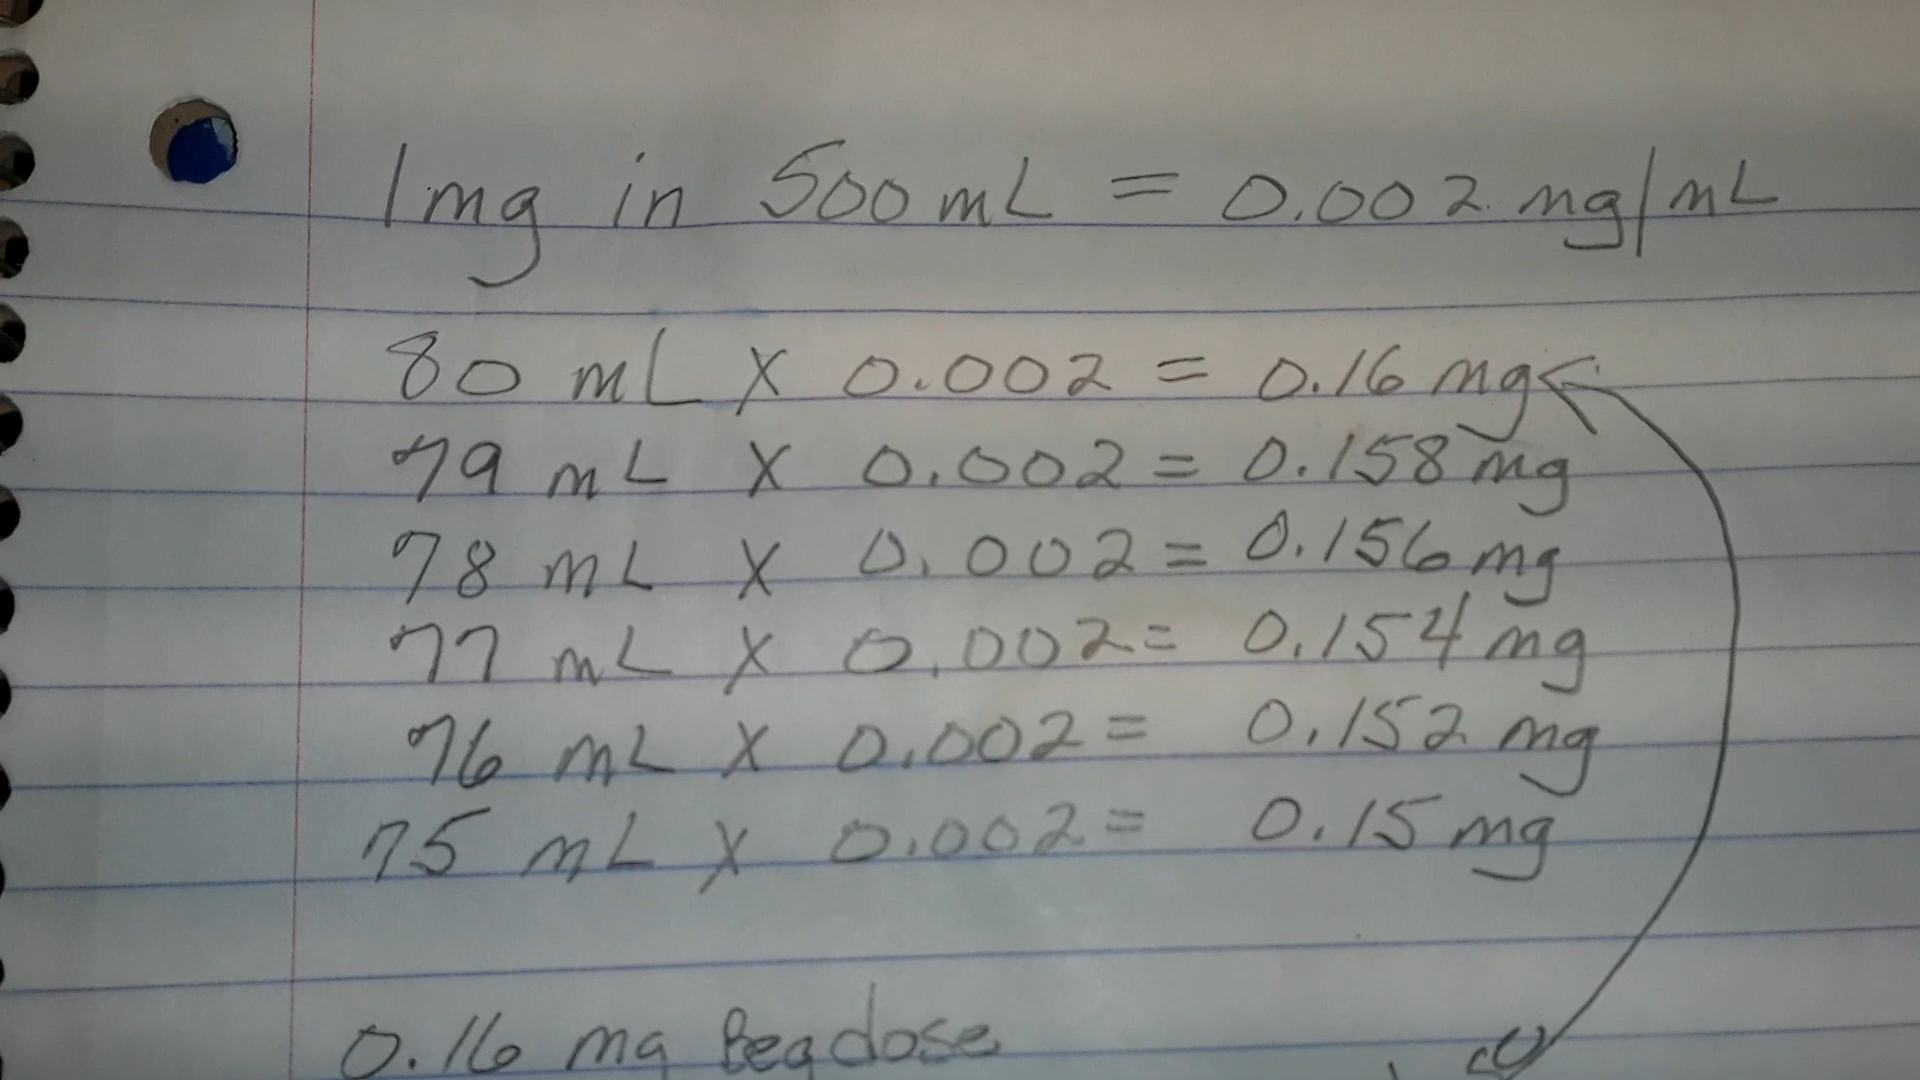 1mg in 500mL = 0.002 mg/mL
80 mL X 0.002 = 0.16 mg
79 mL X 0.002 = 0.158 mg
78 mL X 0.002 = 0.156 mg
77 mL X 0.002 = 0.154 mg
76 mL X 0.002 = 0.152 mg
75 mL X 0.002 = 0.15 mg
0.16 mg Beg dose